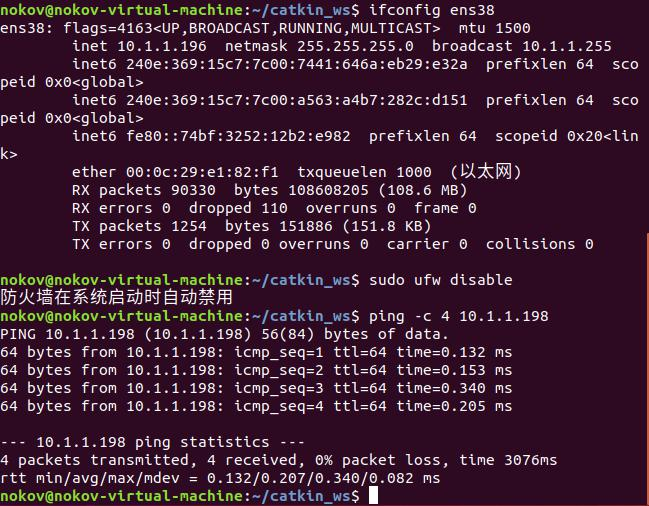 nokov@nokov-virtual-machine:~/catkin_ws$ ifconfig ens38
ens38: flags=4163<UP,BROADCAST,RUNNING,MULTICAST>  mtu 1500
        inet 10.1.1.196  netmask 255.255.255.0  broadcast 10.1.1.255
        inet6 240e:369:15c7:7c00:7441:646a:eb29:e32a  prefixlen 64  sco
peid 0x0<global>
        inet6 240e:369:15c7:7c00:a563:a4b7:282c:d151  prefixlen 64  sco
peid 0x0<global>
        inet6 fe80::74bf:3252:12b2:e982  prefixlen 64  scopeid 0x20<lin
k>
        ether 00:0c:29:e1:82:f1  txqueuelen 1000  (以太网)
        RX packets 90330  bytes 108608205 (108.6 MB)
        RX errors 0  dropped 110  overruns 0  frame 0
        TX packets 1254  bytes 151886 (151.8 KB)
        TX errors 0  dropped 0 overruns 0  carrier 0  collisions 0
nokov@nokov-virtual-machine:~/catkin_ws$ sudo ufw disable
防火墙在系统启动时自动禁用
nokov@nokov-virtual-machine:~/catkin_ws$ ping -c 4 10.1.1.198
PING 10.1.1.198 (10.1.1.198) 56(84) bytes of data.
64 bytes from 10.1.1.198: icmp_seq=1 ttl=64 time=0.132 ms
64 bytes from 10.1.1.198: icmp_seq=2 ttl=64 time=0.153 ms
64 bytes from 10.1.1.198: icmp_seq=3 ttl=64 time=0.340 ms
64 bytes from 10.1.1.198: icmp_seq=4 ttl=64 time=0.205 ms
--- 10.1.1.198 ping statistics ---
4 packets transmitted, 4 received, 0% packet loss, time 3076ms
rtt min/avg/max/mdev = 0.132/0.207/0.340/0.082 ms
nokov@nokov-virtual-machine:~/catkin_ws$